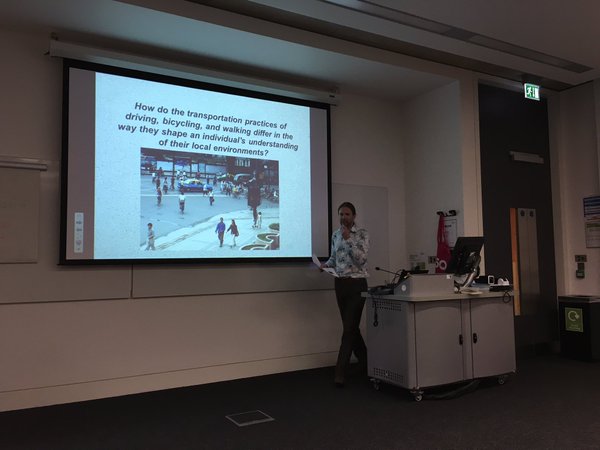 How do the transportation practices of
driving, bicycling, and walking differ in the
way they shape an individual's understanding
of their local environments?